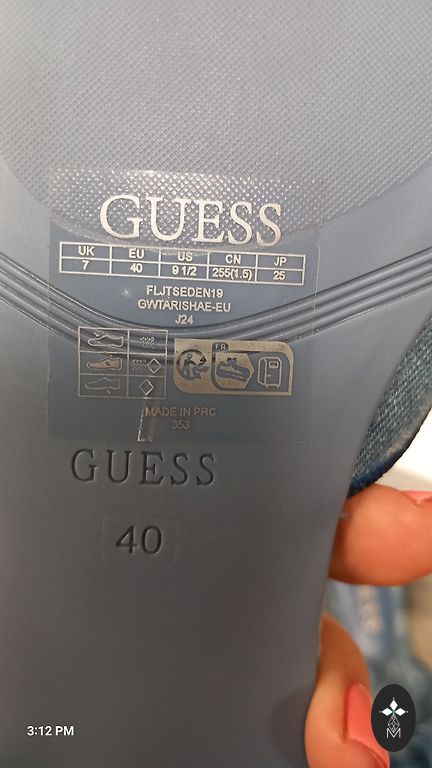 GUESS
UK EU US CN JP
7 40 9 1/2 255(1.5) 25
FLJTSEDEN19
GWTARISHAE-EU
J24
FR
MADE IN PRC
353
GUESS
40
3:12 PM
M